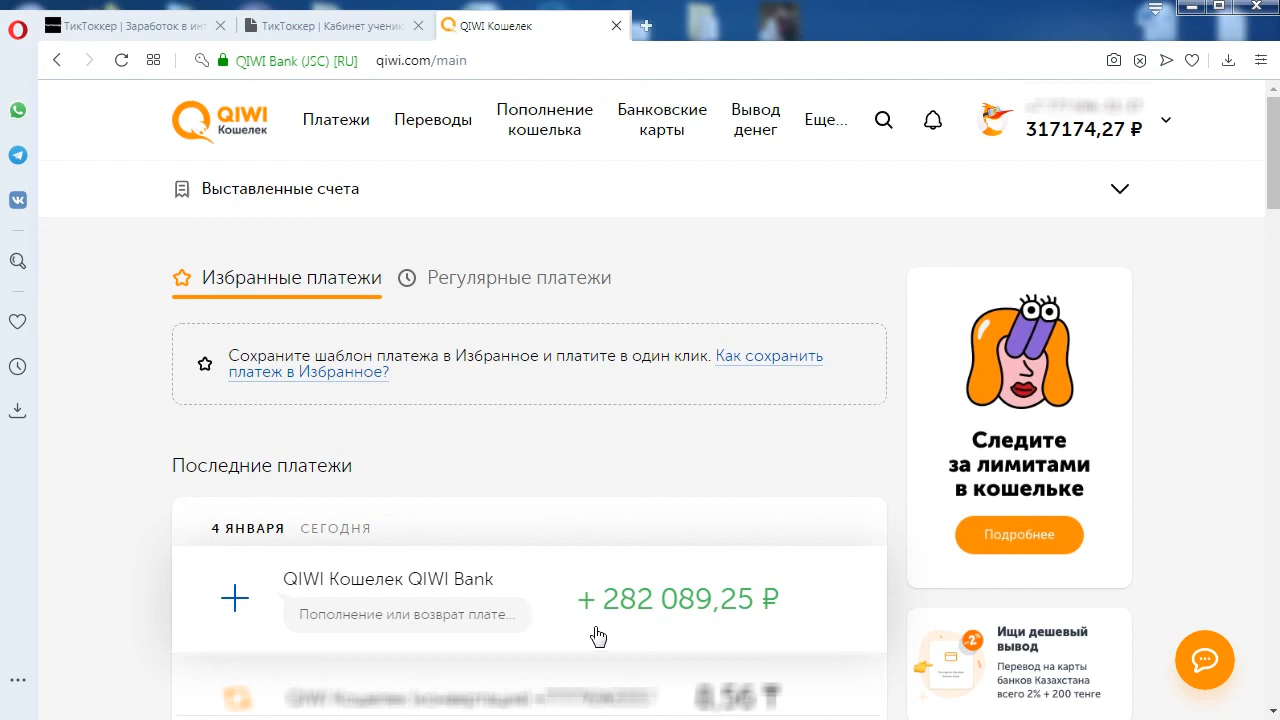 ТикТоккер | Заработок в инт
ТикТоккер | Кабинет ученик
QIWI Кошелек
QIWI Bank (JSC) [RU]
qiwi.com/main
QIWI
Кошелек
Платежи
Переводы
Пополнение
кошелька
Банковские
карты
Вывод
денег
Еще...
317174,27 ₽
Выставленные счета
Избранные платежи
Регулярные платежи
Сохраните шаблон платежа в Избранное и платите в один клик. Как сохранить
платеж в Избранное?
Последние платежи
4 ЯНВАРЯ СЕГОДНЯ
QIWI Кошелек QIWI Bank
Пополнение или возврат плате...
+ 282 089,25 ₽
Следите
за лимитами
в кошельке
Подробнее
-2%
Ищи дешевый
вывод
Перевод на карты
банков Казахстана
всего 2% + 200 тенге